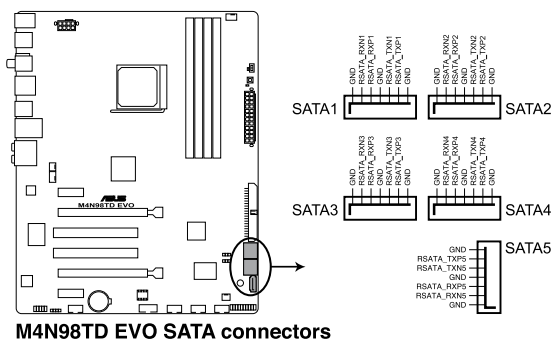 ASUS
M4N98TD EVO
SATA1
GND
RSATA_RXN1
RSATA_RXP1
GND
RSATA_TXN1
RSATA_TXP1
GND
SATA2
GND
RSATA_RXN2
RSATA_RXP2
GND
RSATA_TXN2
RSATA_TXP2
GND
SATA3
GND
RSATA_RXN3
RSATA_RXP3
GND
RSATA_TXN3
RSATA_TXP3
GND
SATA4
GND
RSATA_RXN4
RSATA_RXP4
GND
RSATA_TXN4
RSATA_TXP4
GND
SATA5
GND
RSATA_TXP5
RSATA_TXN5
GND
RSATA_RXP5
RSATA_RXN5
GND
M4N98TD EVO SATA connectors